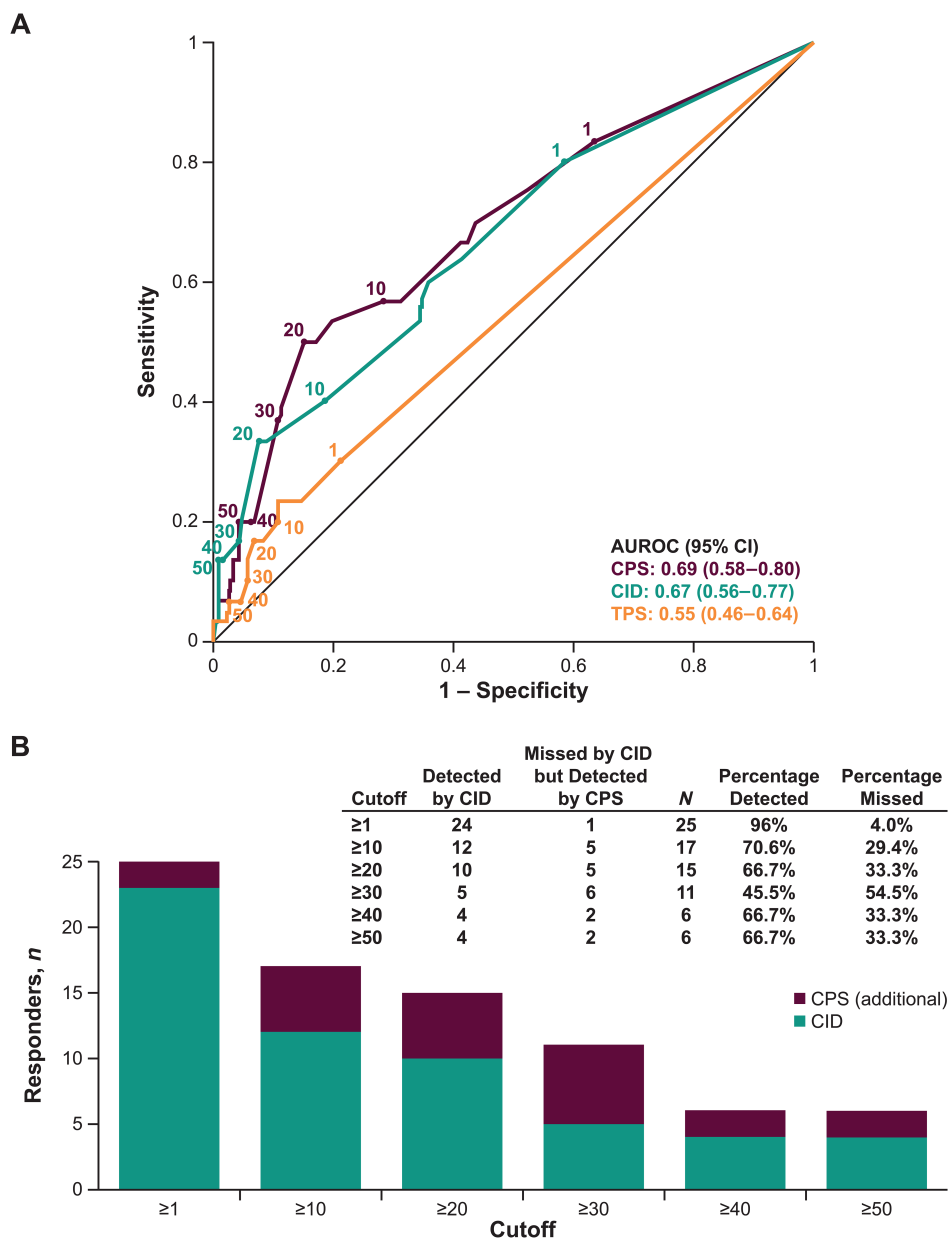 A
1
0.8
0.6
0.4
0.2
0
Sensitivity
1
1
10
20
10
30
20
1
50
40
30
10
40
20
50
30
40
50
AUROC (95% CI)
CPS: 0.69 (0.58–0.80)
CID: 0.67 (0.56–0.77)
TPS: 0.55 (0.46–0.64)
0 0.2 0.4 0.6 0.8 1
1 – Specificity
B
Missed by CID
Detected but Detected Percentage Percentage
Cutoff by CID by CPS N Detected Missed
≥1 24 1 25 96% 4.0%
≥10 12 5 17 70.6% 29.4%
≥20 10 5 15 66.7% 33.3%
≥30 5 6 11 45.5% 54.5%
≥40 4 2 6 66.7% 33.3%
≥50 4 2 6 66.7% 33.3%
25
20
15
10
5
0
Responders, n
CPS (additional)
CID
≥1 ≥10 ≥20 ≥30 ≥40 ≥50
Cutoff